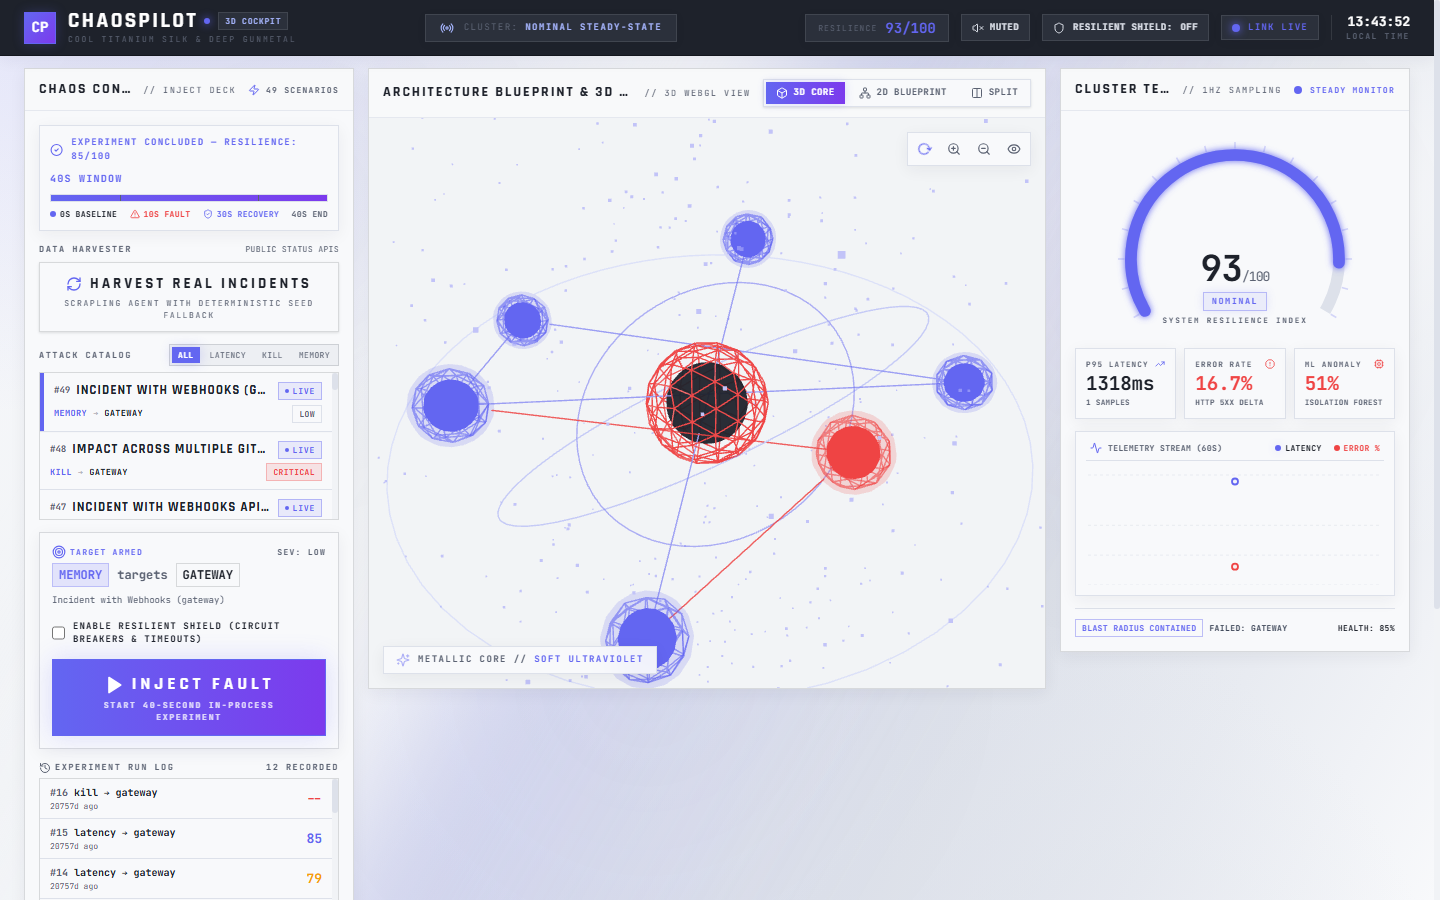 CP
CHAOSPILOT
3D COCKPIT
COOL TITANIUM SILK & DEEP GUNMETAL
CLUSTER: NOMINAL STEADY-STATE
RESILIENCE 93/100
MUTED
RESILIENT SHIELD: OFF
LINK LIVE
13:43:52
LOCAL TIME
CHAOS CON...
// INJECT DECK
49 SCENARIOS
EXPERIMENT CONCLUDED — RESILIENCE:
85/100
40S WINDOW
0S BASELINE
10S FAULT
30S RECOVERY
40S END
DATA HARVESTER
PUBLIC STATUS APIS
HARVEST REAL INCIDENTS
SCRAPLING AGENT WITH DETERMINISTIC SEED
FALLBACK
ATTACK CATALOG
ALL
LATENCY
KILL
MEMORY
#49 INCIDENT WITH WEBHOOKS (G...
LIVE
MEMORY → GATEWAY
LOW
#48 IMPACT ACROSS MULTIPLE GIT...
LIVE
KILL → GATEWAY
CRITICAL
#47 INCIDENT WITH WEBHOOKS API...
LIVE
TARGET ARMED
SEV: LOW
MEMORY targets GATEWAY
Incident with Webhooks (gateway)
ENABLE RESILIENT SHIELD (CIRCUIT
BREAKERS & TIMEOUTS)
INJECT FAULT
START 40-SECOND IN-PROCESS
EXPERIMENT
EXPERIMENT RUN LOG
12 RECORDED
#16 kill → gateway
20757d ago
--
#15 latency → gateway
20757d ago
85
#14 latency → gateway
20757d ago
79
ARCHITECTURE BLUEPRINT & 3D ...
// 3D WEBGL VIEW
3D CORE
2D BLUEPRINT
SPLIT
METALLIC CORE // SOFT ULTRAVIOLET
CLUSTER TE...
// 1HZ SAMPLING
STEADY MONITOR
93/100
NOMINAL
SYSTEM RESILIENCE INDEX
P95 LATENCY
1318ms
1 SAMPLES
ERROR RATE
16.7%
HTTP 5XX DELTA
ML ANOMALY
51%
ISOLATION FOREST
TELEMETRY STREAM (60S)
LATENCY
ERROR %
BLAST RADIUS CONTAINED
FAILED: GATEWAY
HEALTH: 85%